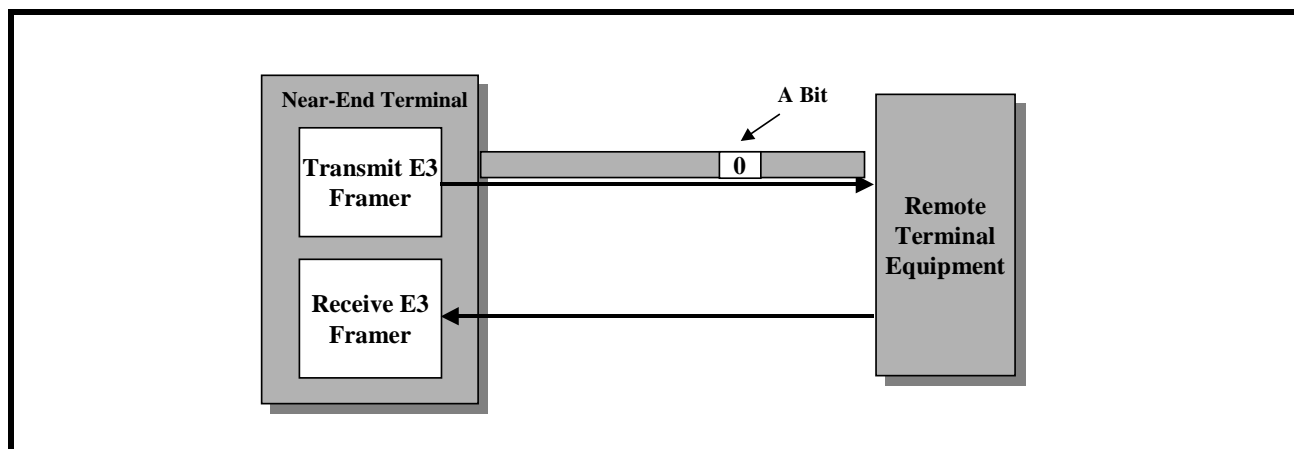 Near-End Terminal
A Bit
Transmit E3
Framer
0
Remote
Terminal
Equipment
Receive E3
Framer